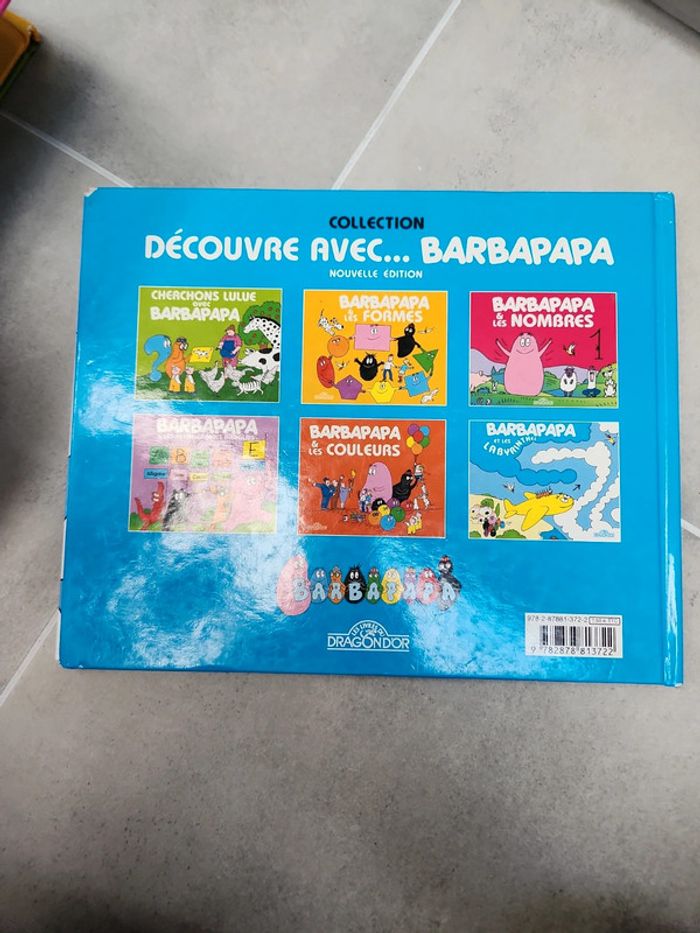 COLLECTION
DÉCOUVRE AVEC... BARBAPAPA
NOUVELLE ÉDITION
CHERCHONS LULUE
avec
BARBAPAPA
?
BARBAPAPA
& LES FORMES
BARBAPAPA
& LES NOMBRES
1
BARBAPAPA
E
BARBAPAPA
& LES COULEURS
BARBAPAPA
ET LES
LABYRINTHES
BARBAPAPA
LES LIVRES DU
DRAGON D'OR
978-2-87881-372-2
9 782878 813722